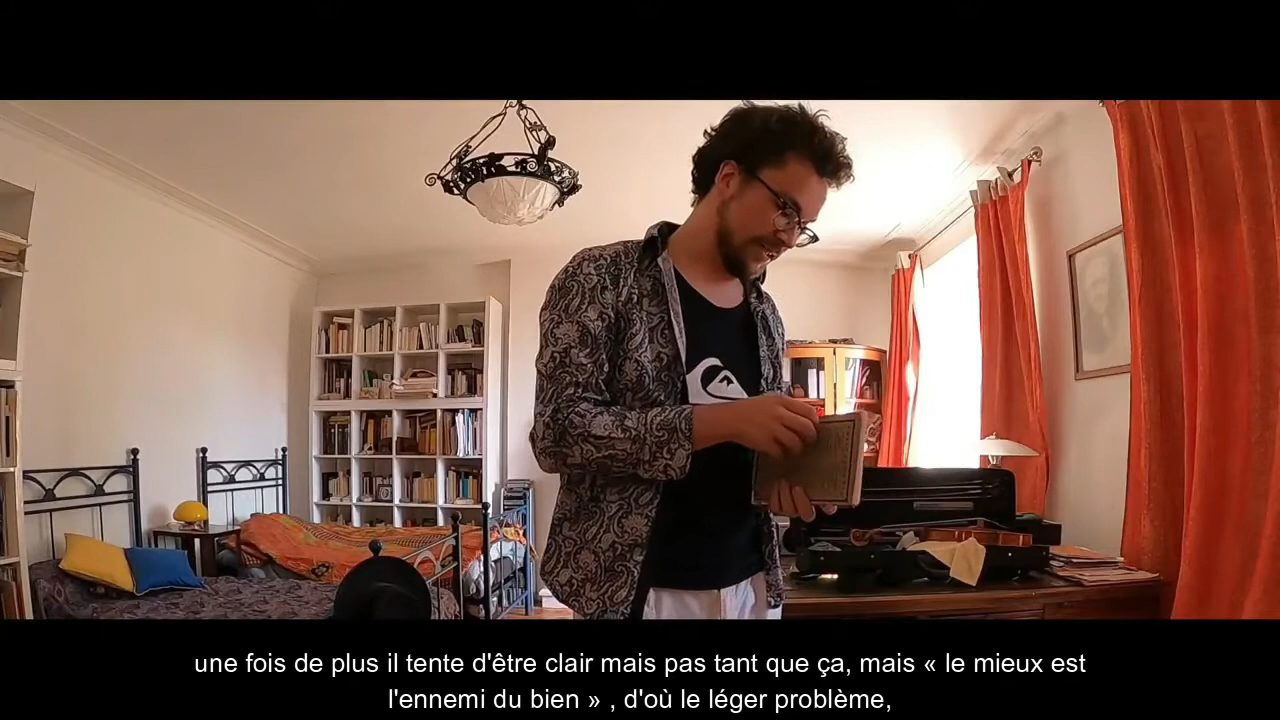 une fois de plus il tente d'être clair mais pas tant que ça, mais « le mieux est
l'ennemi du bien » , d'où le léger problème,